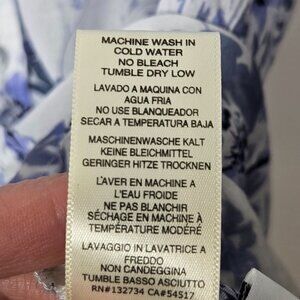 MACHINE WASH IN
COLD WATER
NO BLEACH
TUMBLE DRY LOW
LAVADO A MAQUINA CON
AGUA FRIA
NO USE BLANQUEADOR
SECAR A TEMPERATURA BAJA
MASCHINENWASCHE KALT
KEINE BLEICHMITTEL
GERINGER HITZE TROCKNEN
LAVER EN MACHINE A
L'EAU FROIDE
NE PAS BLANCHIR
SÉCHAGE EN MACHINE À
TEMPÉRATURE MODÉRÉ
LAVAGGIO IN LAVATRICE A
FREDDO
NON CANDEGGINA
TUMBLE BASSO ASCIUTTO
RN#132734 CA#54517